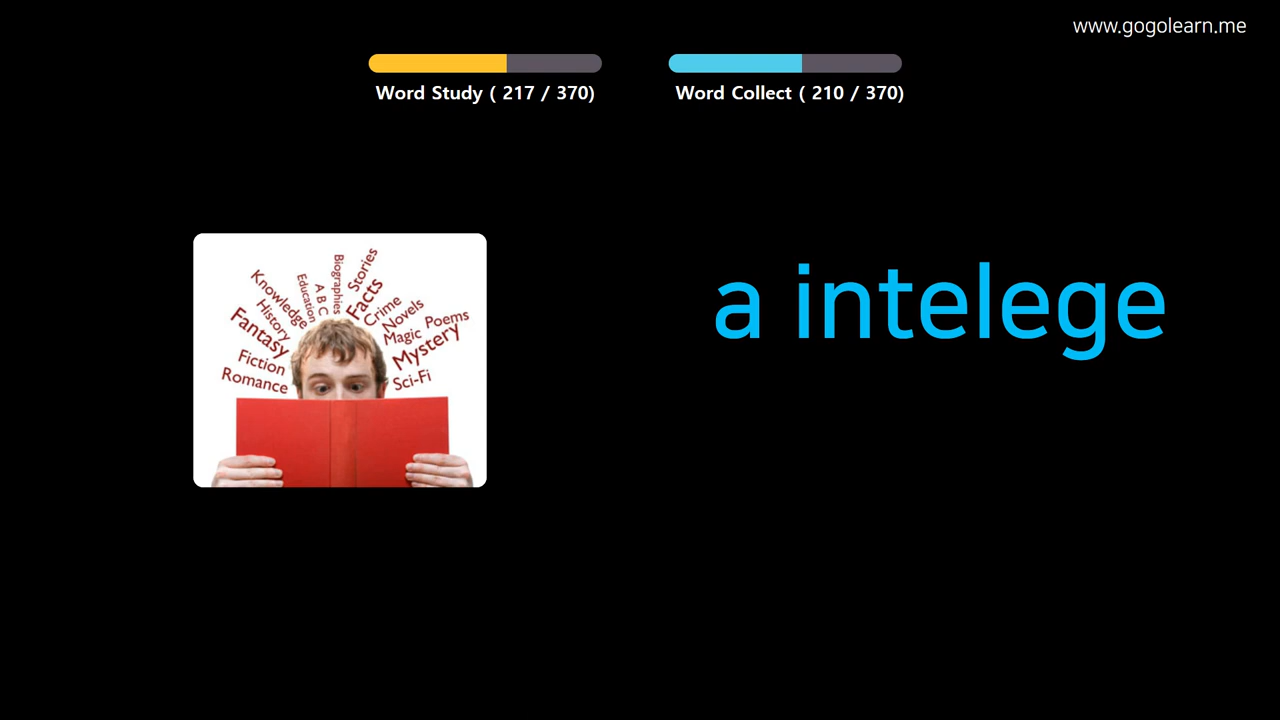 www.gogolearn.me
Word Study ( 217 / 370)
Word Collect ( 210 / 370)
a intelege
Stories
Biographies
Facts
A B C
Education
Knowledge
Crime
History
Novels
Fantasy
Magic
Poems
Mystery
Fiction
Romance
Sci-Fi